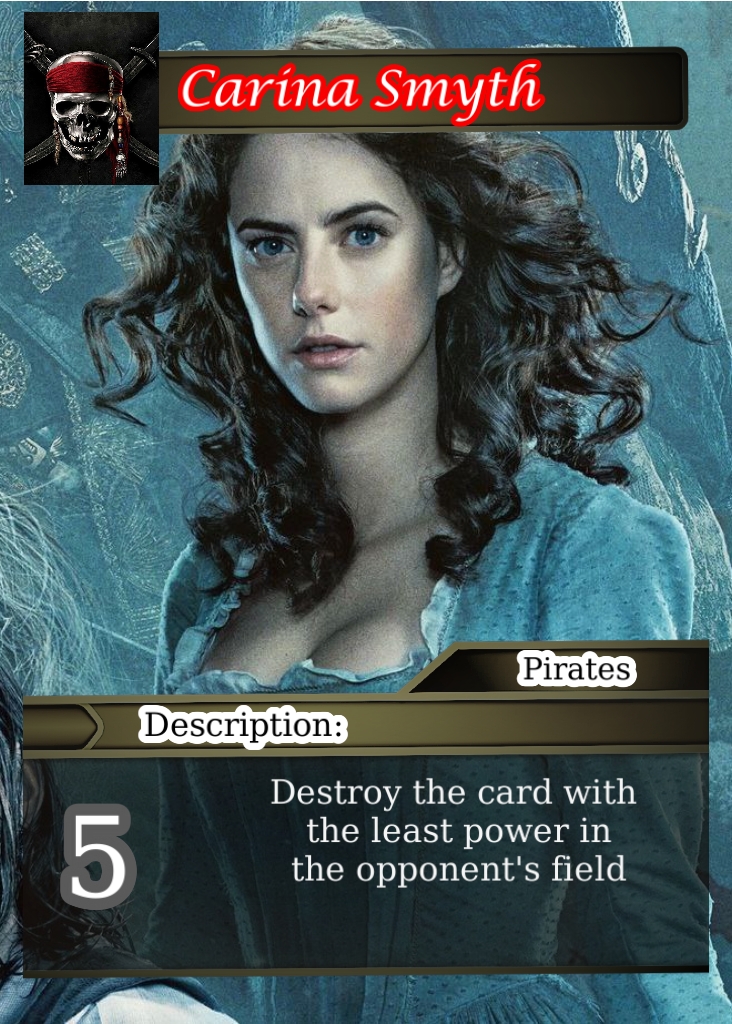 Carina Smyth
Pirates
Description:
5
Destroy the card with
the least power in
the opponent's field